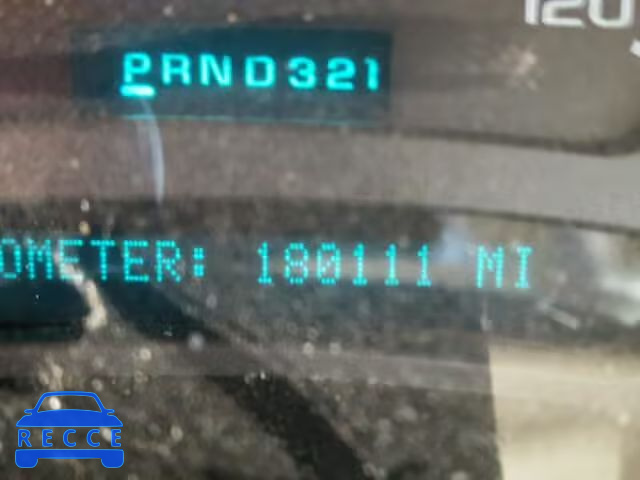 120
PRND321
OMETER: 180111 MI
RECCE